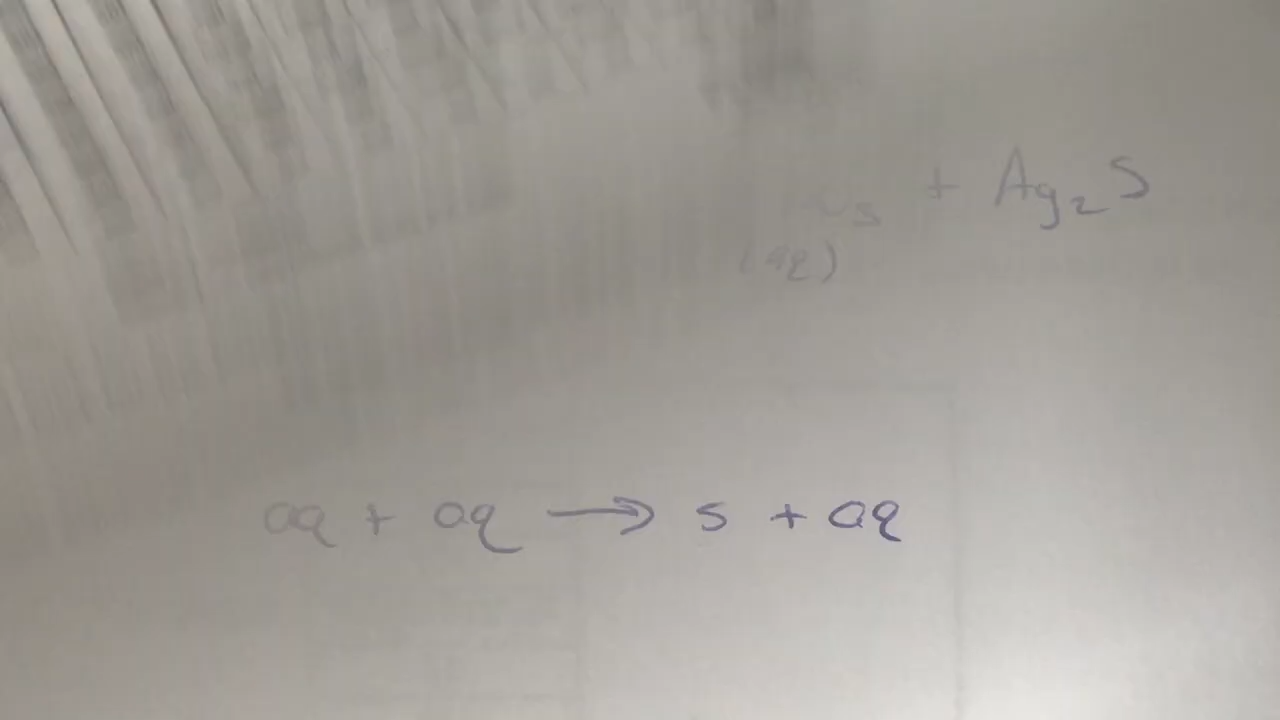 + Ag₂S
(aq)
aq + aq → s + aq